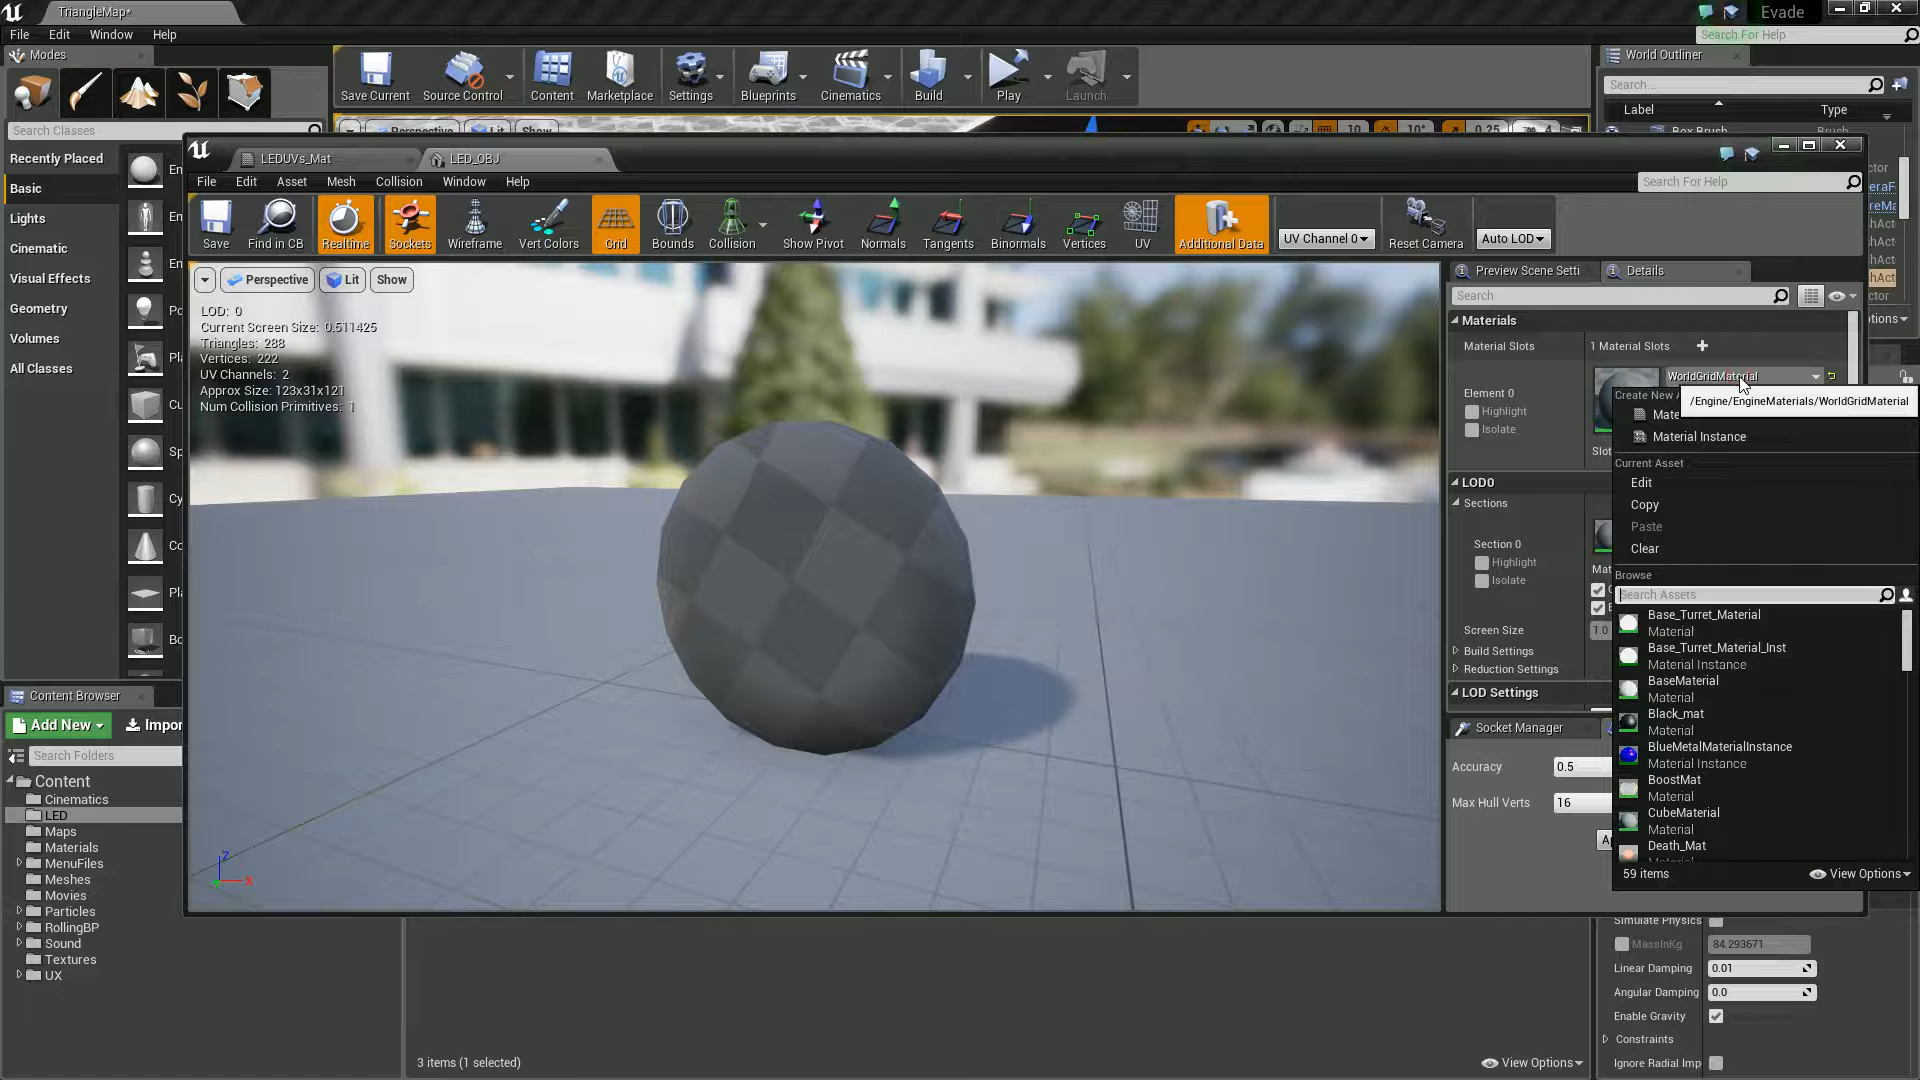 TriangleMap*
Evade
File Edit Window Help
Search For Help
Modes
Save Current
Source Control
Content
Marketplace
Settings
Blueprints
Cinematics
Build
Play
Launch
World Outliner
Search...
Label
Type
Search Classes
Perspective Lit Show
10
10°
0.25
4
Box Brush
Brush
Recently Placed
Basic
Lights
Cinematic
Visual Effects
Geometry
Volumes
All Classes
LEDUVs_Mat
LED_OBJ
File Edit Asset Mesh Collision Window Help
Search For Help
Save
Find in CB
Realtime
Sockets
Wireframe
Vert Colors
Grid
Bounds
Collision
Show Pivot
Normals
Tangents
Binormals
Vertices
UV
Additional Data
UV Channel 0
Reset Camera
Auto LOD
Perspective
Lit
Show
LOD: 0
Current Screen Size: 0.511425
Triangles: 288
Vertices: 222
UV Channels: 2
Approx Size: 123x31x121
Num Collision Primitives: 1
Z
X
Preview Scene Setti
Details
Search
Materials
Material Slots
1 Material Slots
Element 0
Highlight
Isolate
WorldGridMaterial
/Engine/EngineMaterials/WorldGridMaterial
Create New A
Mate
Material Instance
Current Asset
Edit
Copy
Paste
Clear
Browse
Search Assets
Base_Turret_Material
Material
Base_Turret_Material_Inst
Material Instance
BaseMaterial
Material
Black_mat
Material
BlueMetalMaterialInstance
Material Instance
BoostMat
Material
CubeMaterial
Material
Death_Mat
Material
59 items
View Options
Slot
LOD0
Sections
Section 0
Highlight
Isolate
Mat
Screen Size
1.0
Build Settings
Reduction Settings
LOD Settings
Socket Manager
Accuracy
0.5
Max Hull Verts
16
Content Browser
Add New
Impor
Search Folders
Content
Cinematics
LED
Maps
Materials
MenuFiles
Meshes
Movies
Particles
RollingBP
Sound
Textures
UX
3 items (1 selected)
View Options
Simulate Physics
MassInKg
84.293671
Linear Damping
0.01
Angular Damping
0.0
Enable Gravity
Constraints
Ignore Radial Imp